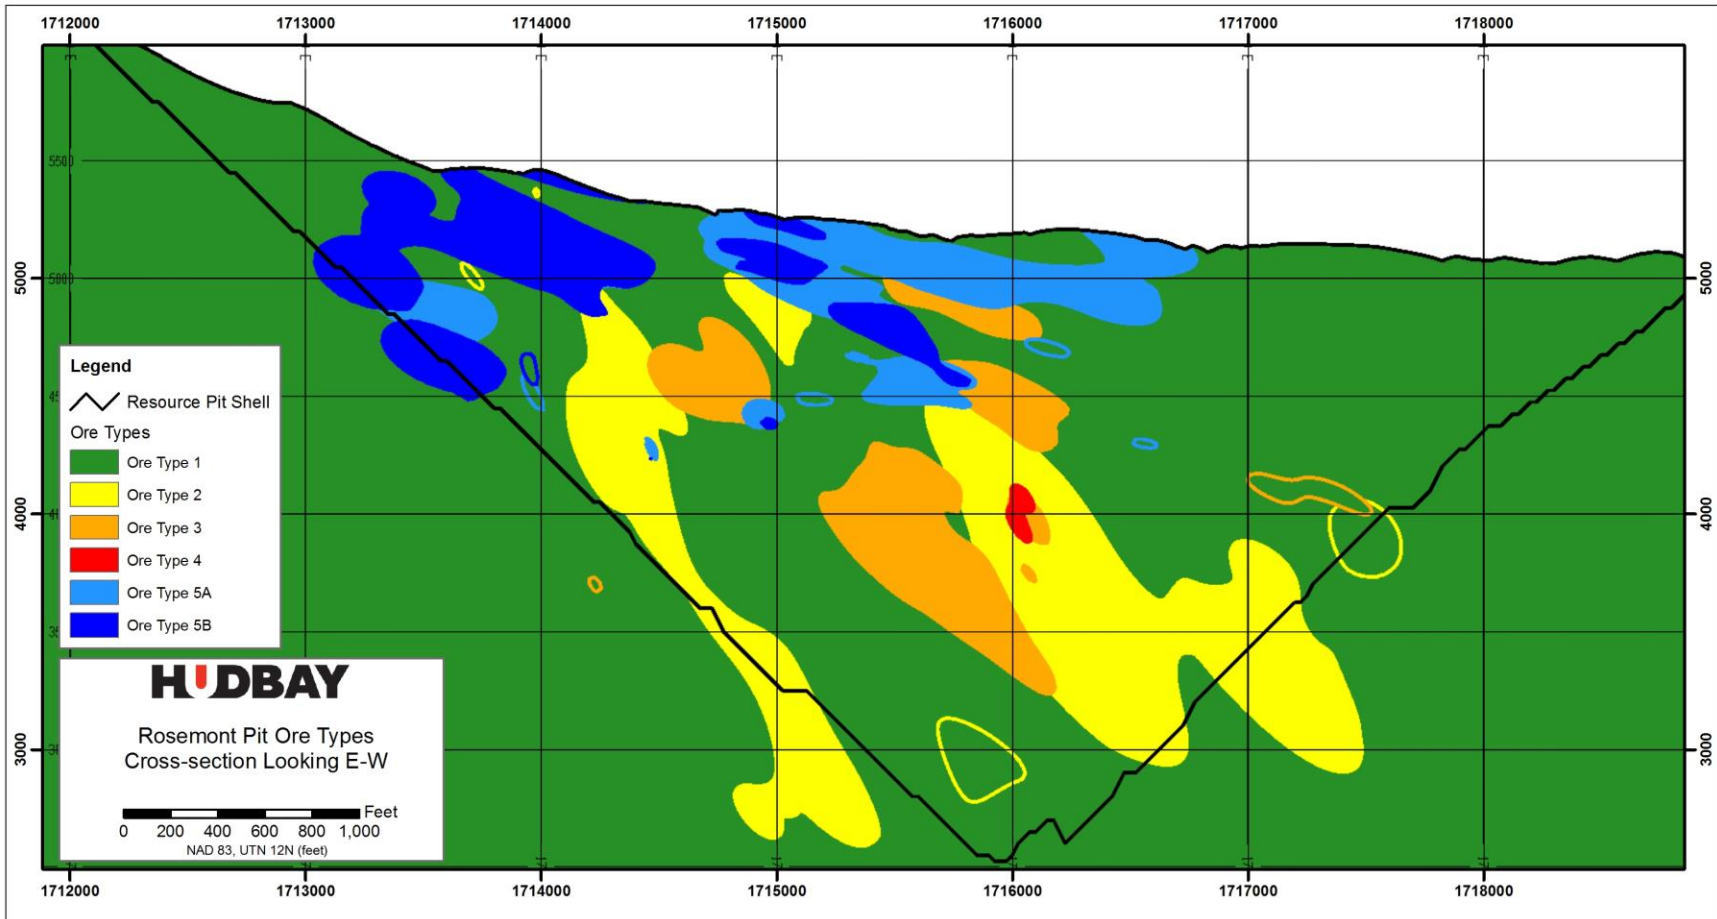 1712000 1713000 1714000 1715000 1716000 1717000 1718000
5500
5000 5000 5000
Legend
Resource Pit Shell
Ore Types
Ore Type 1
Ore Type 2
Ore Type 3
Ore Type 4
Ore Type 5A
Ore Type 5B
4000 4000
3000 3000
HUDBAY
Rosemont Pit Ore Types
Cross-section Looking E-W
Feet
0 200 400 600 800 1,000
NAD 83, UTN 12N (feet)
1712000 1713000 1714000 1715000 1716000 1717000 1718000